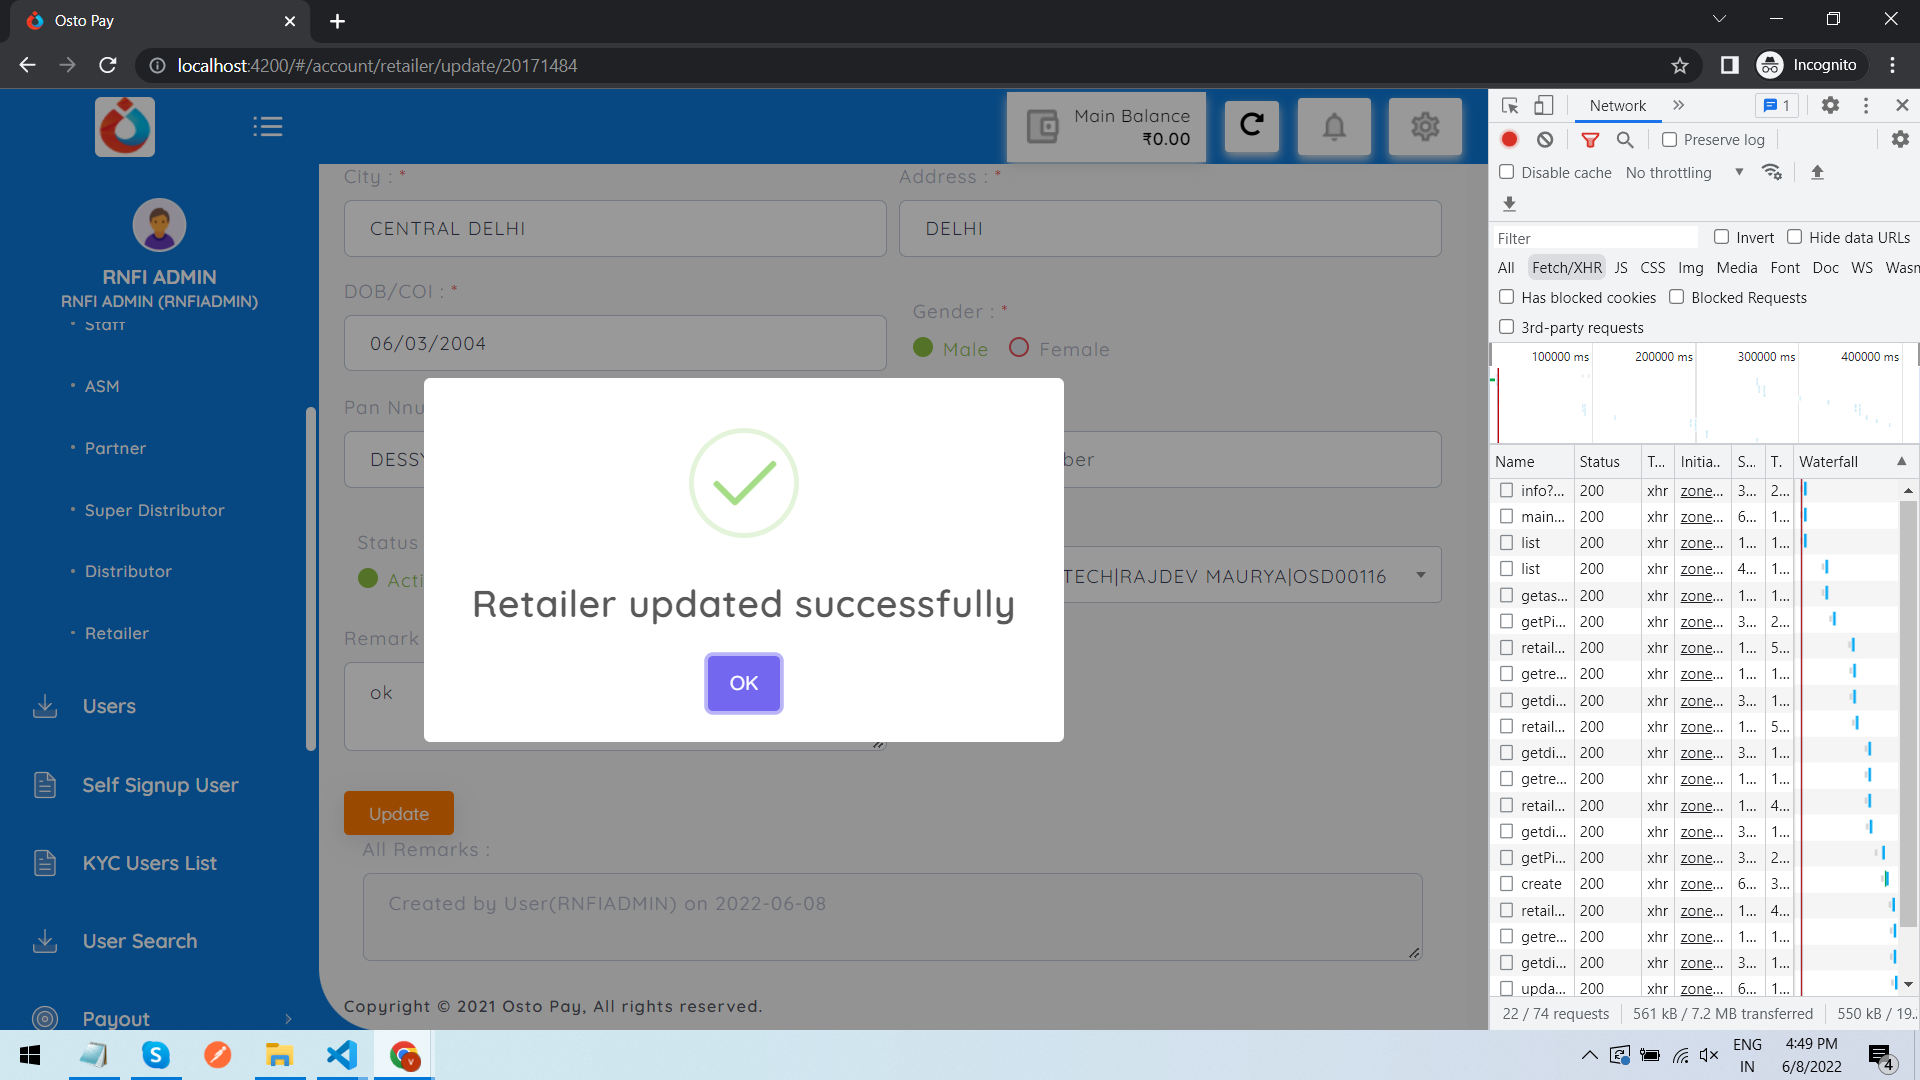 Osto Pay
localhost:4200/#/account/retailer/update/20171484
Incognito
Main Balance
₹0.00
RNFI ADMIN
RNFI ADMIN (RNFIADMIN)
Staff
ASM
Partner
Super Distributor
Distributor
Retailer
Users
Self Signup User
KYC Users List
User Search
Payout
City : *
Address : *
CENTRAL DELHI
DELHI
DOB/COI : *
Gender : *
06/03/2004
Male
Female
Pan Nnu
DESSY
ber
Status
Acti
TECH|RAJDEV MAURYA|OSD00116
Remark
ok
Retailer updated successfully
OK
Update
All Remarks :
Created by User(RNFIADMIN) on 2022-06-08
Copyright © 2021 Osto Pay, All rights reserved.
Network
1
Preserve log
Disable cache
No throttling
Filter
Invert
Hide data URLs
All Fetch/XHR JS CSS Img Media Font Doc WS Wasm
Has blocked cookies
Blocked Requests
3rd-party requests
100000 ms 200000 ms 300000 ms 400000 ms
Name Status T... Initia.. S.. T. Waterfall
info?... 200 xhr zone... 3... 2...
main... 200 xhr zone... 6... 1...
list 200 xhr zone... 1... 1...
list 200 xhr zone... 4... 1...
getas... 200 xhr zone... 1... 1...
getPi... 200 xhr zone... 3... 2...
retail... 200 xhr zone... 1... 5...
getre... 200 xhr zone... 1... 1...
getdi... 200 xhr zone... 3... 1...
retail... 200 xhr zone... 1... 5...
getdi... 200 xhr zone... 3... 1...
getre... 200 xhr zone... 1... 1...
retail... 200 xhr zone... 1... 4...
getdi... 200 xhr zone... 3... 1...
getPi... 200 xhr zone... 3... 2...
create 200 xhr zone... 6... 3...
retail... 200 xhr zone... 1... 4...
getre... 200 xhr zone... 1... 1...
getdi... 200 xhr zone... 3... 1...
upda... 200 xhr zone... 6... 1...
22 / 74 requests
561 kB / 7.2 MB transferred
550 kB / 19..
ENG
IN
4:49 PM
6/8/2022
4